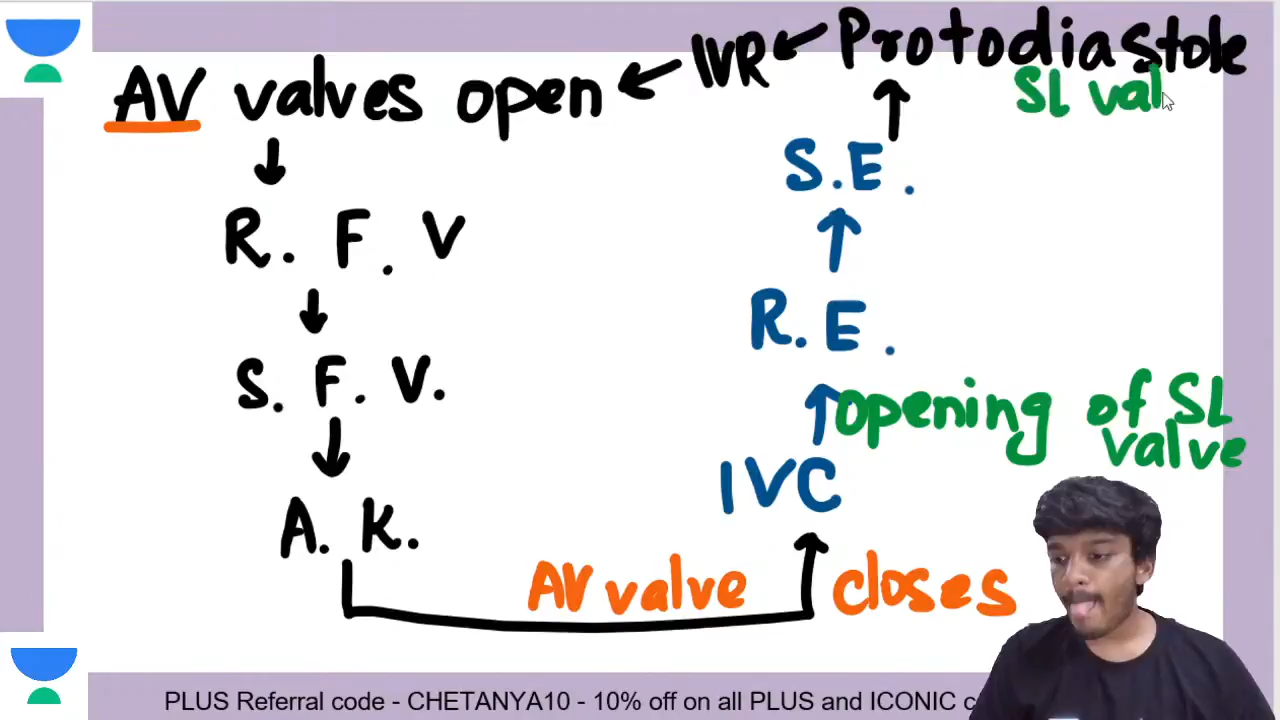 AV valves open ← IVR ← Protodiastole
SL val
↓
↑
R. F. V
S.E.
↓
↑
S. F. V.
R. E.
↓
↑ opening of SL
valve
A. K.
IVC
AV valve closes
PLUS Referral code - CHETANYA10 - 10% off on all PLUS and ICONIC c